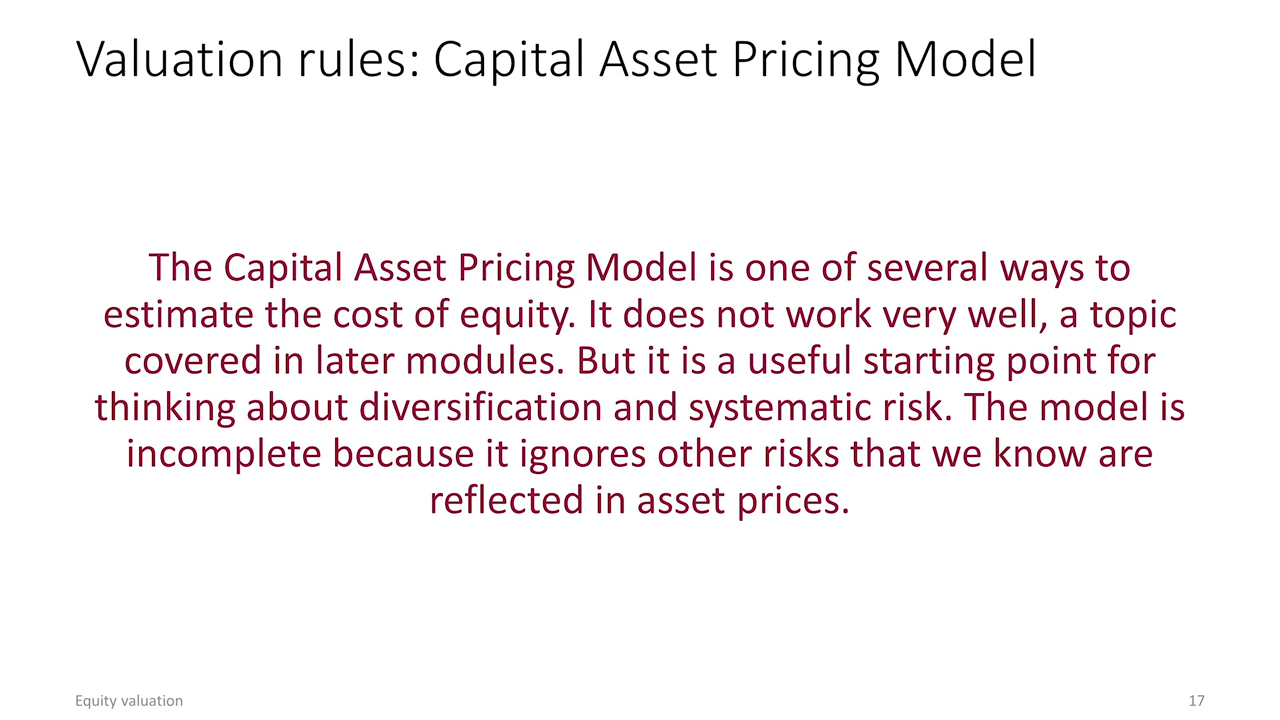 Valuation rules: Capital Asset Pricing Model
The Capital Asset Pricing Model is one of several ways to
estimate the cost of equity. It does not work very well, a topic
covered in later modules. But it is a useful starting point for
thinking about diversification and systematic risk. The model is
incomplete because it ignores other risks that we know are
reflected in asset prices.
Equity valuation
17